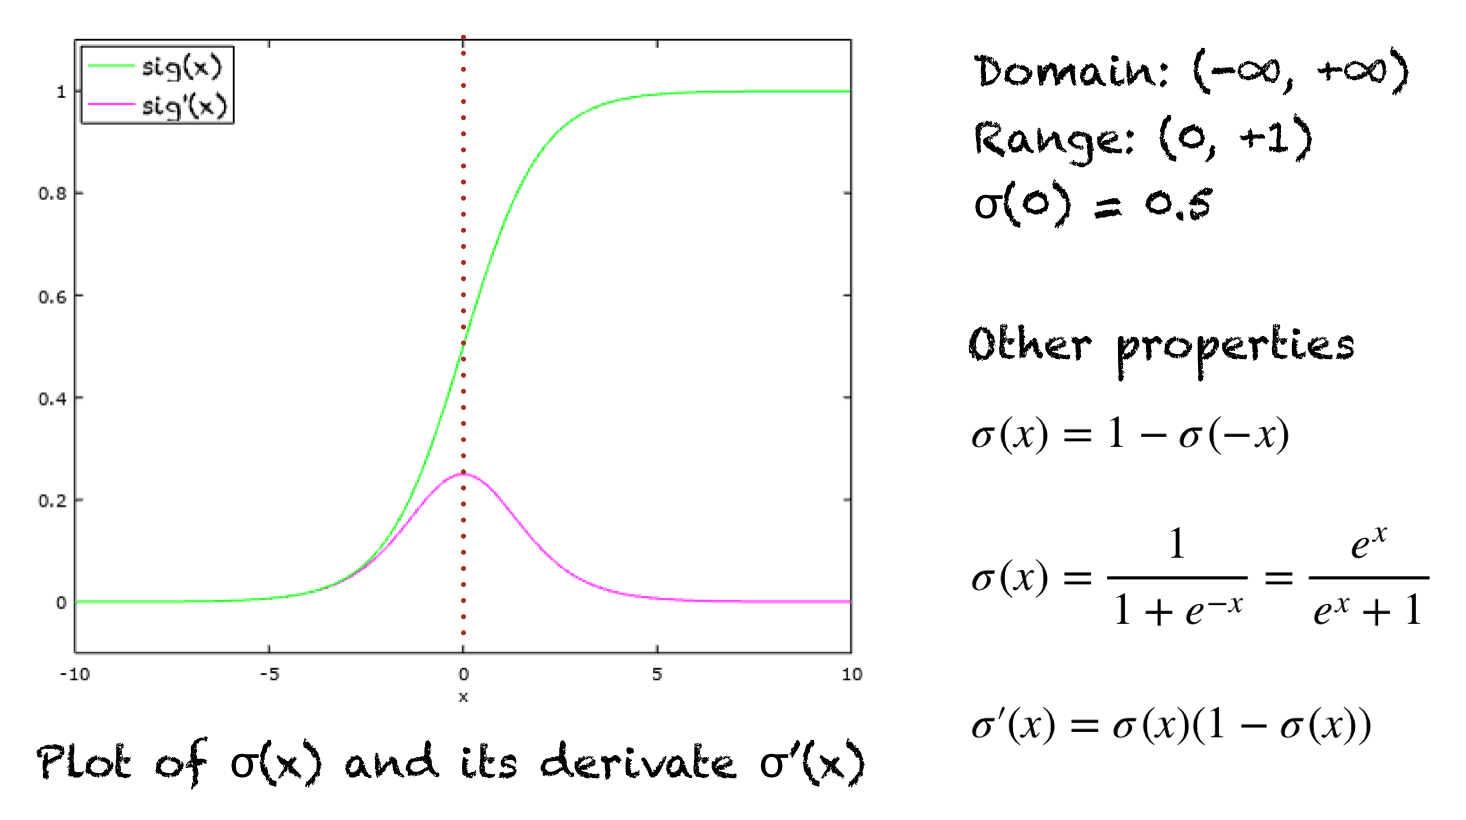 sig(x)
sig'(x)
1
0.8
0.6
0.4
0.2
0
-10 -5 0 5 10
x
Plot of σ(x) and its derivate σ'(x)
Domain: (-∞, +∞)
Range: (0, +1)
σ(0) = 0.5
Other properties
σ(x) = 1 − σ(−x)
σ(x) = 1 / (1 + e^{−x}) = e^x / (e^x + 1)
σ′(x) = σ(x)(1 − σ(x))